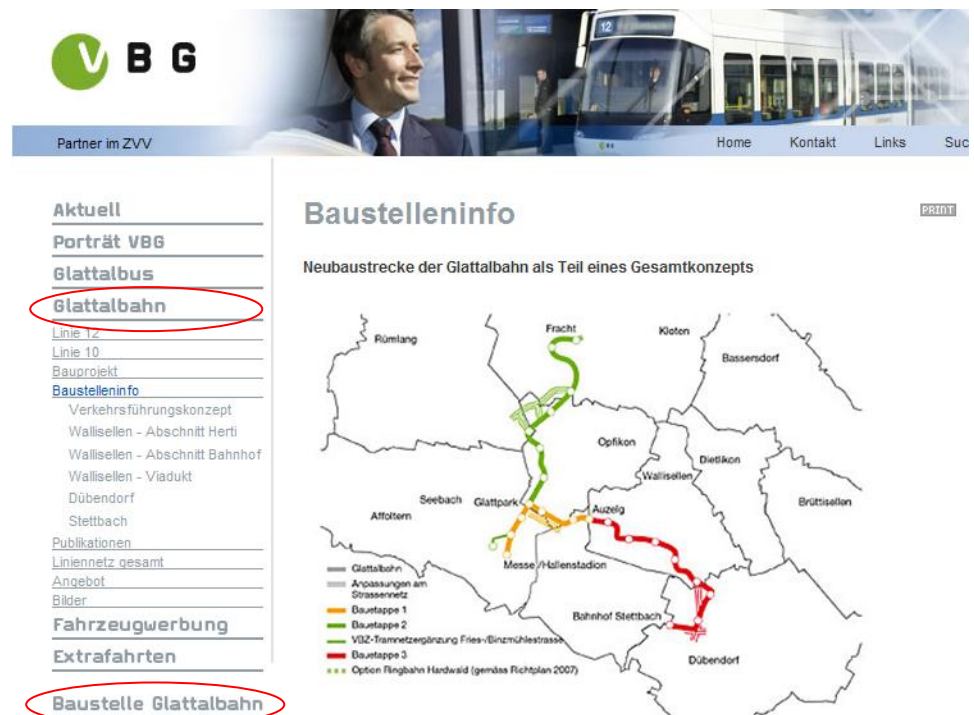 VBG
12
Partner im ZVV
Home Kontakt Links Suc
Aktuell
Porträt VBG
Glattalbus
Glattalbahn
Linie 12
Linie 10
Bauprojekt
Baustelleninfo
Verkehrsführungskonzept
Wallisellen - Abschnitt Herti
Wallisellen - Abschnitt Bahnhof
Wallisellen - Viadukt
Dübendorf
Stettbach
Publikationen
Liniennetz gesamt
Angebot
Bilder
Fahrzeugwerbung
Extrafahrten
Baustelle Glattalbahn
Baustelleninfo
PRINT
Neubaustrecke der Glattalbahn als Teil eines Gesamtkonzepts
Rümlang
Fracht
Kloten
Bassersdorf
Opfikon
Dietlikon
Wallisellen
Brüttisellen
Seebach
Glattpark
Auzelg
Affoltern
Messe /Hallenstadion
Bahnhof Stettbach
Dübendorf
Glattalbahn
Anpassungen am
Strassennetz
Bauetappe 1
Bauetappe 2
VBZ-Tramnetzergänzung Fries-/Binzmühlestrasse
Bauetappe 3
Option Ringbahn Hardwald (gemäss Richtplan 2007)